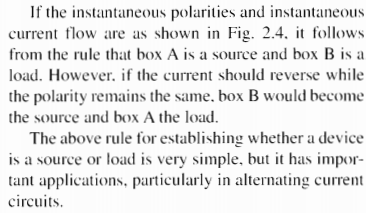 If the instantaneous polarities and instantaneous
current flow are as shown in Fig. 2.4, it follows
from the rule that box A is a source and box B is a
load. However, if the current should reverse while
the polarity remains the same, box B would become
the source and box A the load.
The above rule for establishing whether a device
is a source or load is very simple, but it has impor-
tant applications, particularly in alternating current
circuits.